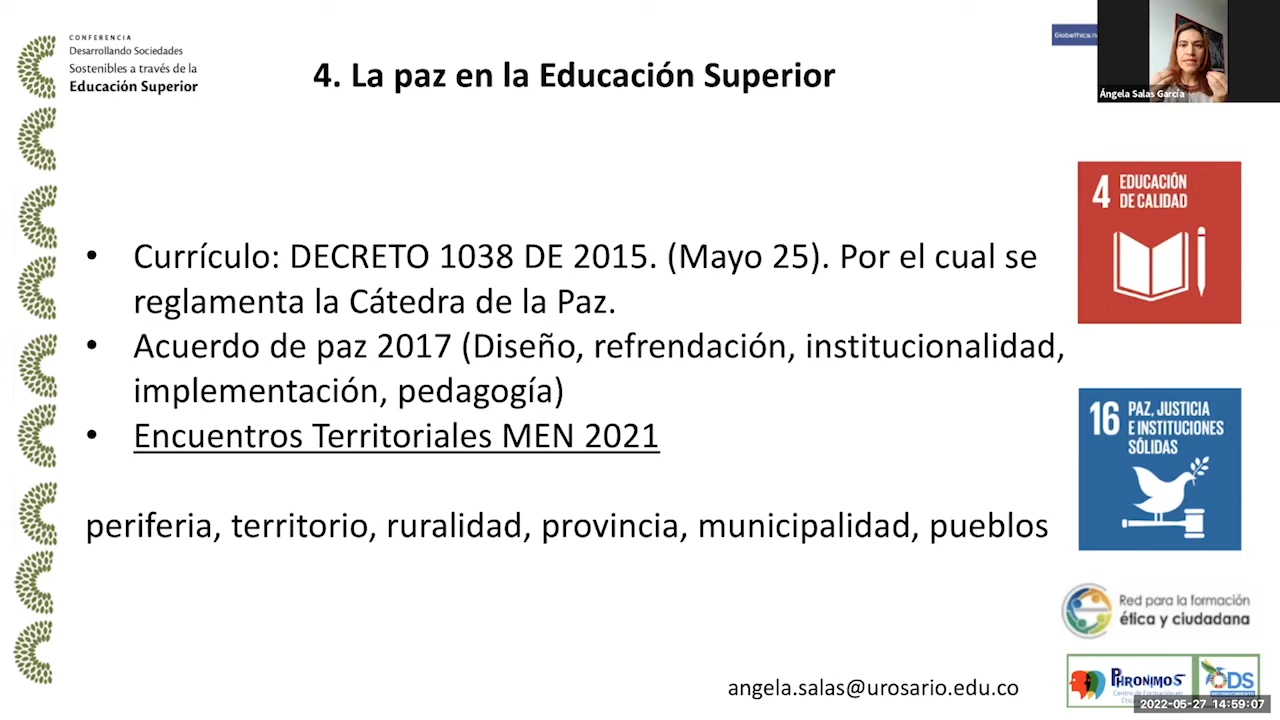 CONFERENCIA
Desarrollando Sociedades
Sostenibles a través de la
Educación Superior
4. La paz en la Educación Superior
Globethics.n
Ángela Salas García
• Currículo: DECRETO 1038 DE 2015. (Mayo 25). Por el cual se
reglamenta la Cátedra de la Paz.
• Acuerdo de paz 2017 (Diseño, refrendación, institucionalidad,
implementación, pedagogía)
• Encuentros Territoriales MEN 2021
periferia, territorio, ruralidad, provincia, municipalidad, pueblos
4 EDUCACIÓN
DE CALIDAD
16 PAZ, JUSTICIA
E INSTITUCIONES
SÓLIDAS
Red para la formación
ética y ciudadana
PHRONIMOS
Centro de Formación en
ODS
angela.salas@urosario.edu.co
2022-05-27 14:59:07